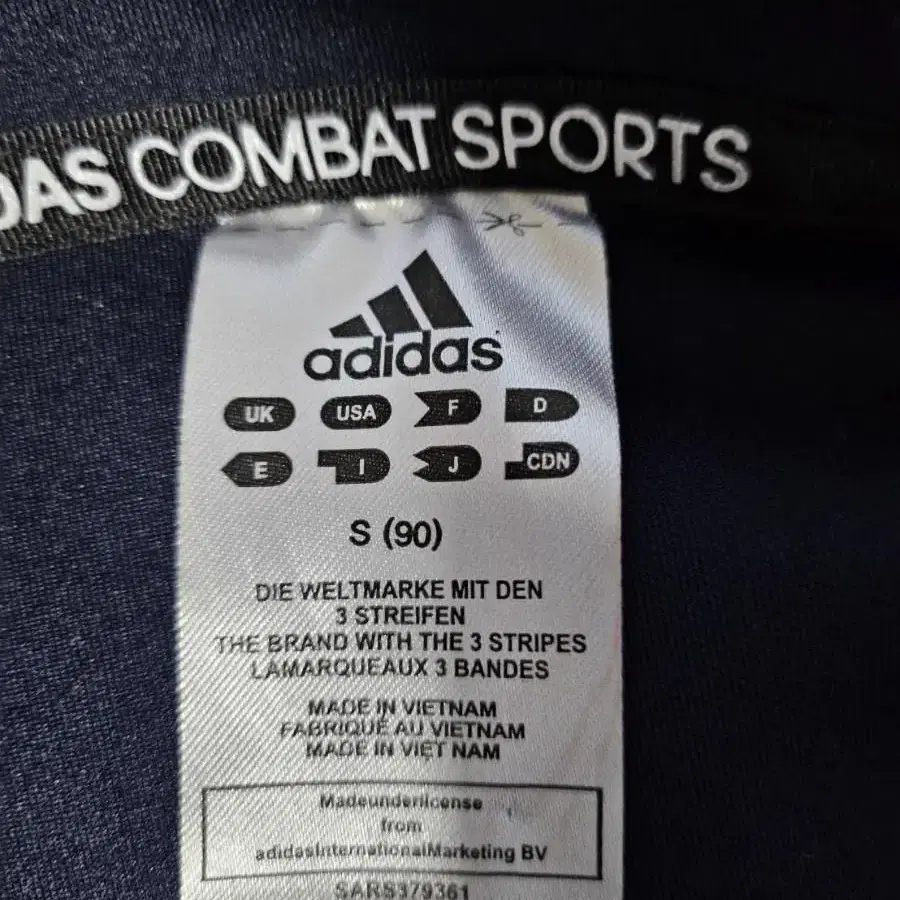 DAS COMBAT SPORTS
adidas
UK USA F D
E I J CDN
S (90)
DIE WELTMARKE MIT DEN
3 STREIFEN
THE BRAND WITH THE 3 STRIPES
LAMARQUEAUX 3 BANDES
MADE IN VIETNAM
FABRIQUÉ AU VIETNAM
MADE IN VIỆT NAM
Madeunderlicense
from
adidasInternationalMarketing BV
SARS379361